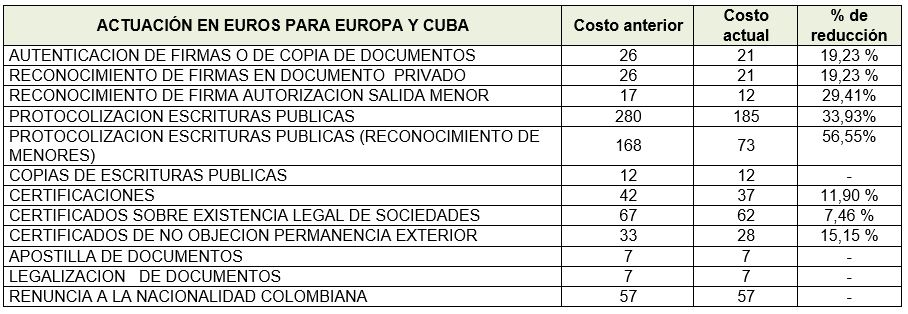 ACTUACIÓN EN EUROS PARA EUROPA Y CUBA Costo anterior Costo actual % de reducción
AUTENTICACION DE FIRMAS O DE COPIA DE DOCUMENTOS 26 21 19,23 %
RECONOCIMIENTO DE FIRMAS EN DOCUMENTO PRIVADO 26 21 19,23 %
RECONOCIMIENTO DE FIRMA AUTORIZACION SALIDA MENOR 17 12 29,41%
PROTOCOLIZACION ESCRITURAS PUBLICAS 280 185 33,93%
PROTOCOLIZACION ESCRITURAS PUBLICAS (RECONOCIMIENTO DE MENORES) 168 73 56,55%
COPIAS DE ESCRITURAS PUBLICAS 12 12 -
CERTIFICACIONES 42 37 11,90 %
CERTIFICADOS SOBRE EXISTENCIA LEGAL DE SOCIEDADES 67 62 7,46 %
CERTIFICADOS DE NO OBJECION PERMANENCIA EXTERIOR 33 28 15,15 %
APOSTILLA DE DOCUMENTOS 7 7 -
LEGALIZACION DE DOCUMENTOS 7 7 -
RENUNCIA A LA NACIONALIDAD COLOMBIANA 57 57 -